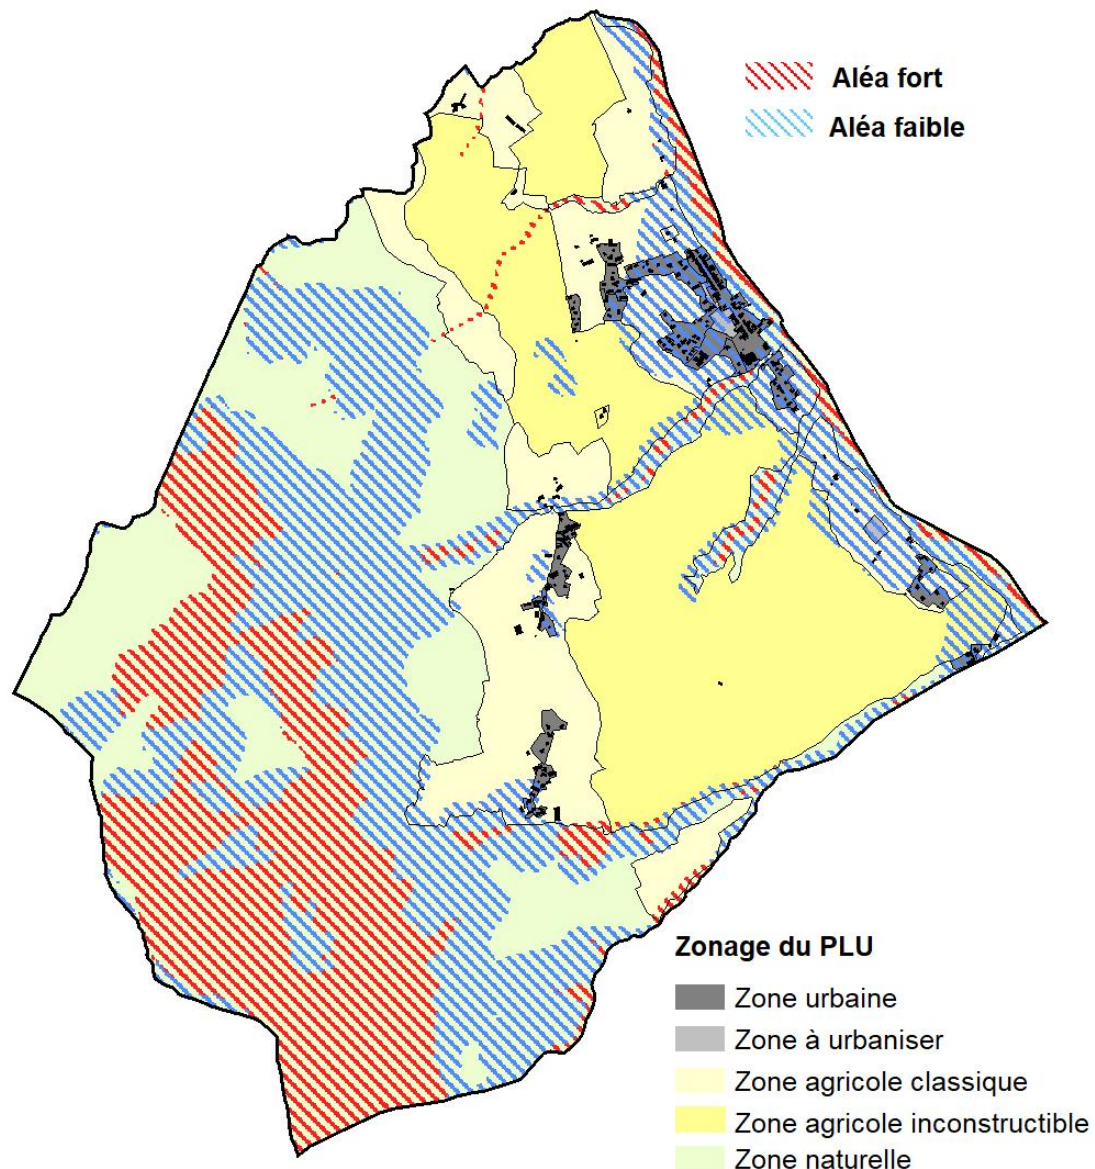 Aléa fort
Aléa faible
Zonage du PLU
Zone urbaine
Zone à urbaniser
Zone agricole classique
Zone agricole inconstructible
Zone naturelle